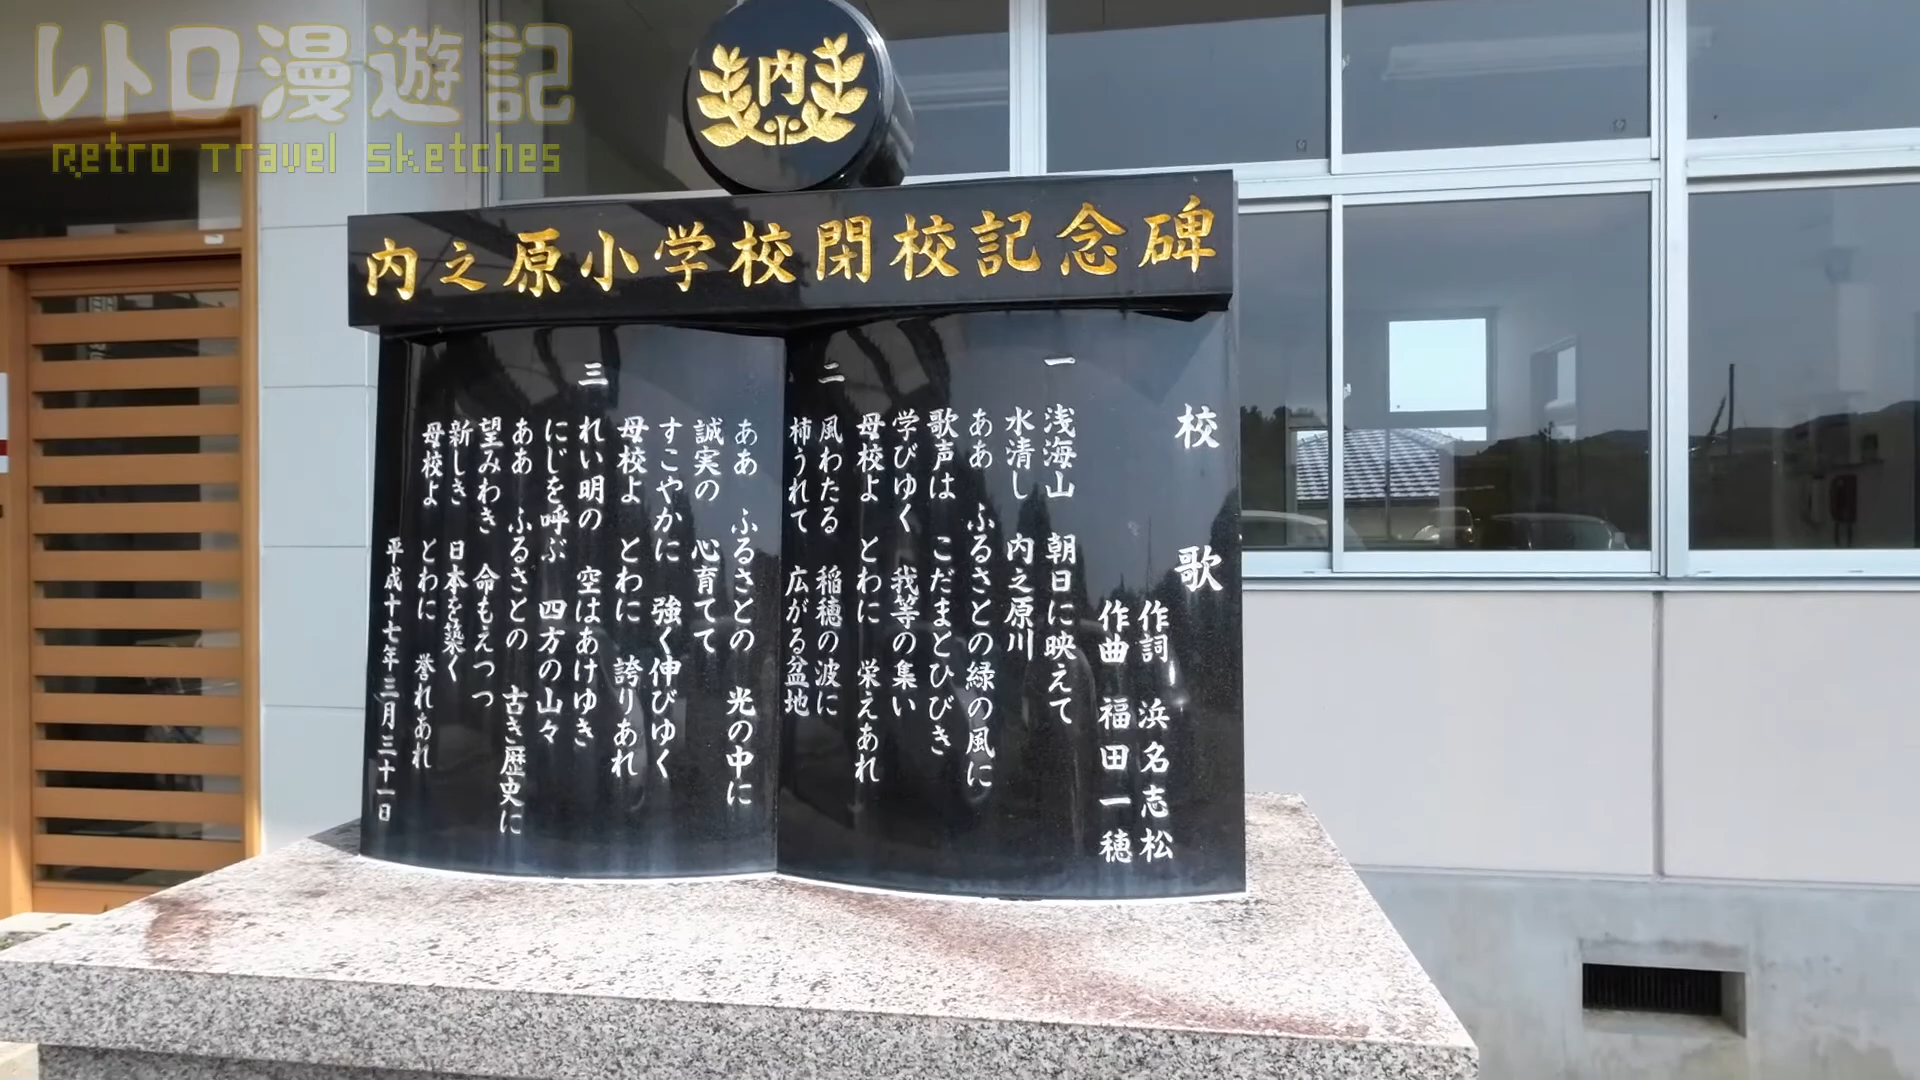 レトロ漫遊記
Retro Travel Sketches
内
小
内之原小学校閉校記念碑
校歌
作詞 浜名志松
作曲 福田一穂
一
浅海山 朝日に映えて
水清し 内之原川
ああ ふるさとの緑の風に
歌声は こだまとひびき
学びゆく 我等の集い
母校よ とわに 栄えあれ
二
風わたる 稲穂の波に
柿うれて 広がる盆地
ああ ふるさとの 光の中に
誠実の 心育てて
すこやかに 強く伸びゆく
母校よ とわに 誇りあれ
三
れい明の 空はあけゆき
にじを呼ぶ 四方の山々
ああ ふるさとの 古き歴史に
望みわき 命もえつつ
新しき 日本を築く
母校よ とわに 誉れあれ
平成十七年三月三十一日